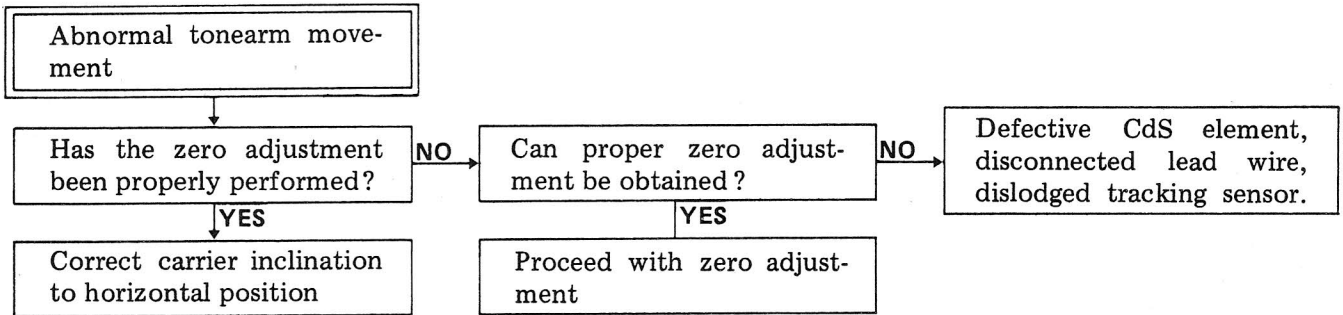 Abnormal tonearm move-
ment
Has the zero adjustment
been properly performed?
NO
Can proper zero adjust-
ment be obtained?
NO
Defective CdS element,
disconnected lead wire,
dislodged tracking sensor.
YES
YES
Correct carrier inclination
to horizontal position
Proceed with zero adjust-
ment